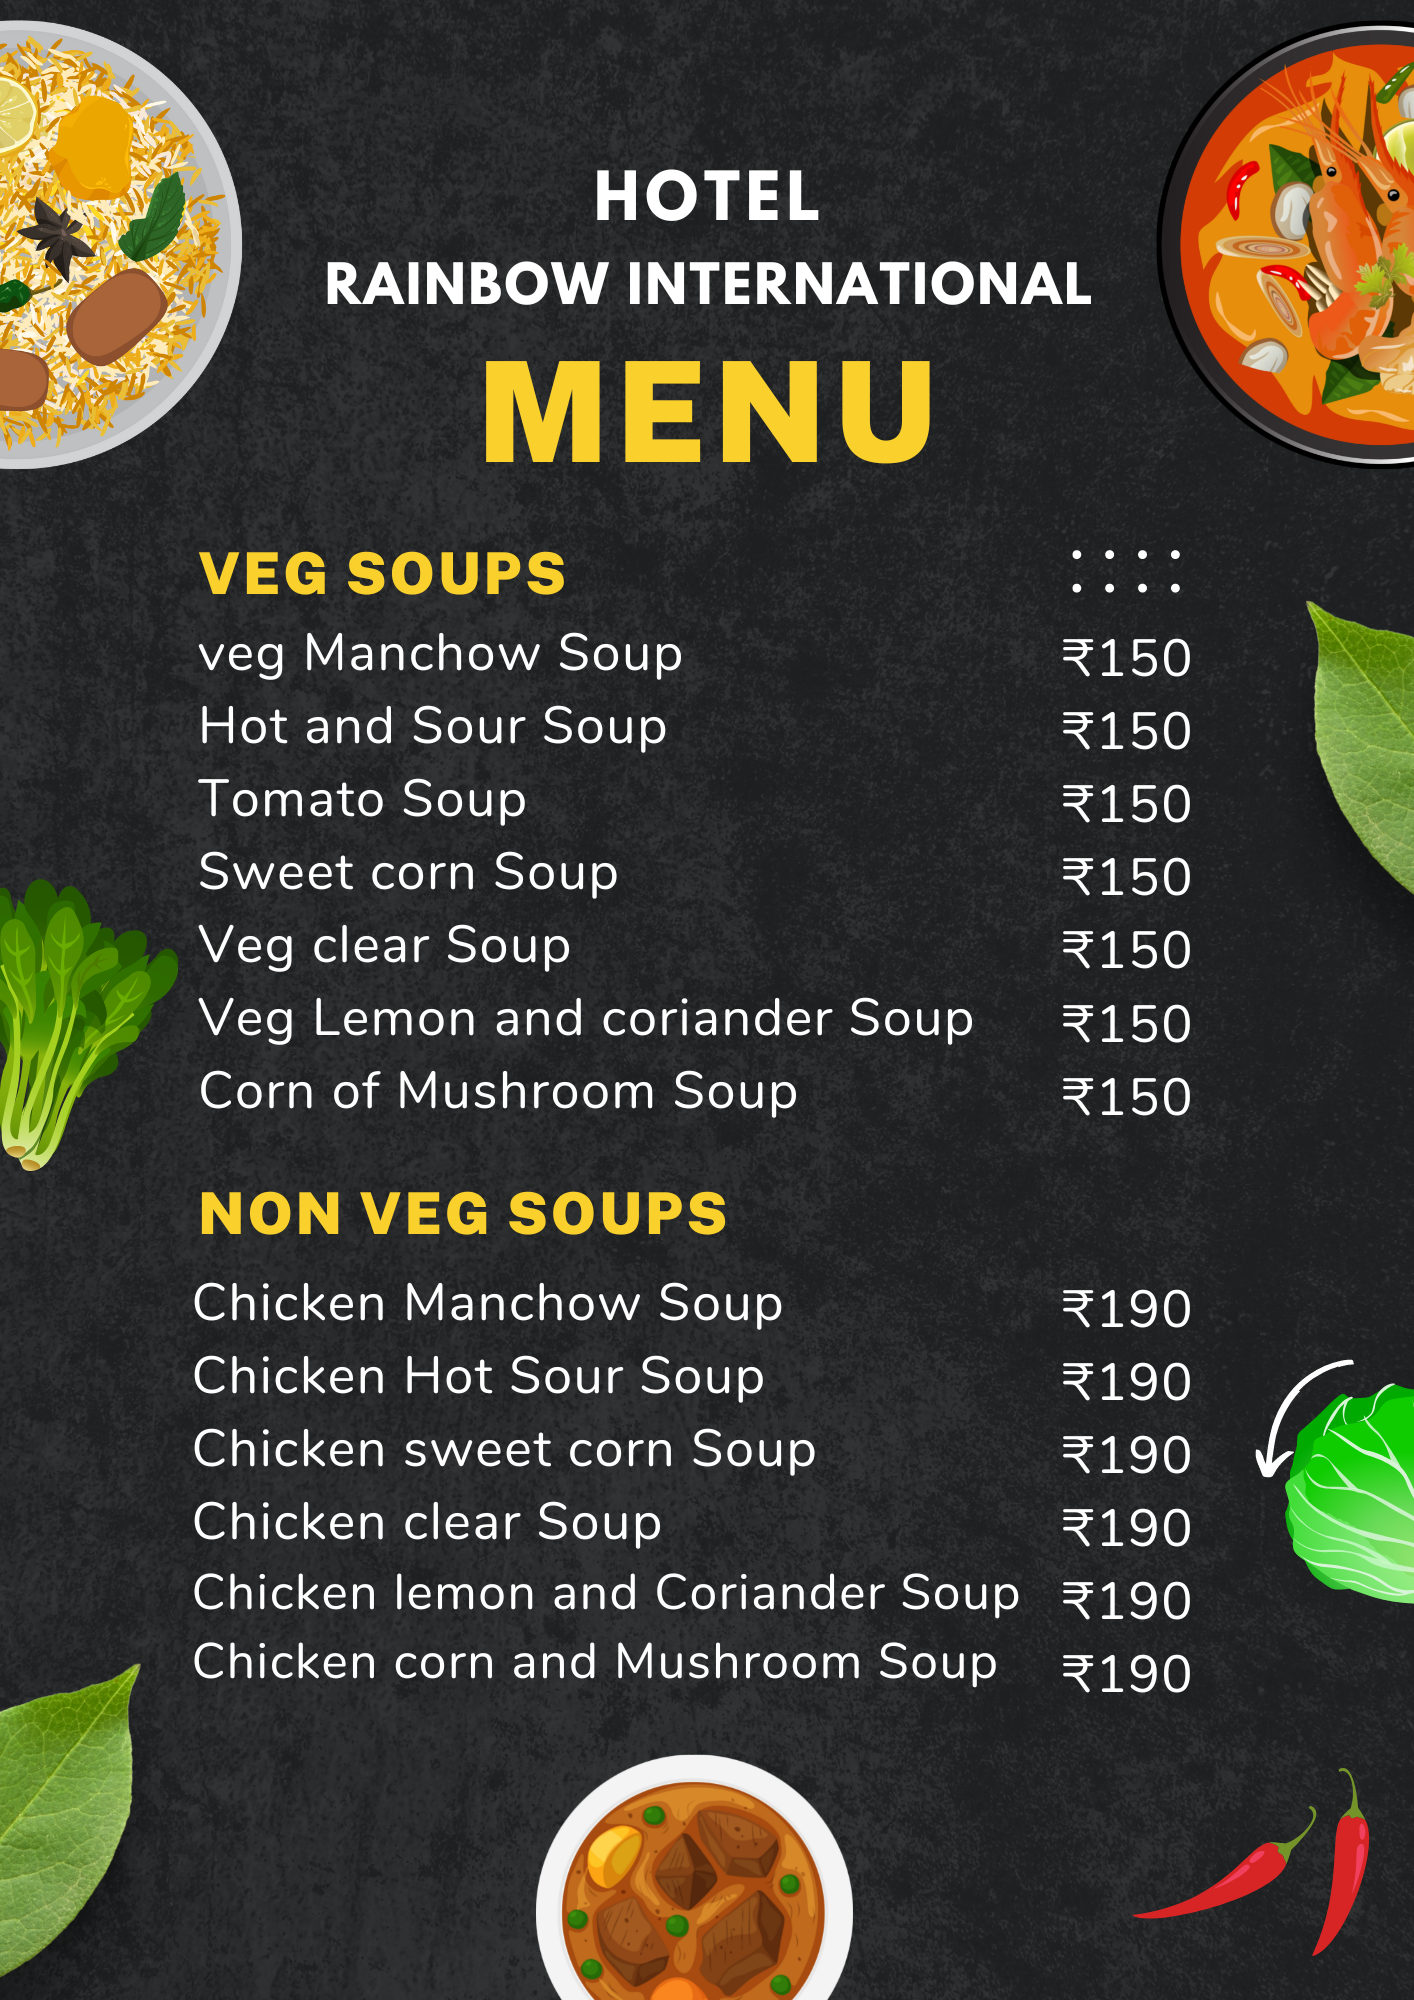 HOTEL
RAINBOW INTERNATIONAL
MENU
VEG SOUPS
veg Manchow Soup ₹150
Hot and Sour Soup ₹150
Tomato Soup ₹150
Sweet corn Soup ₹150
Veg clear Soup ₹150
Veg Lemon and coriander Soup ₹150
Corn of Mushroom Soup ₹150
NON VEG SOUPS
Chicken Manchow Soup ₹190
Chicken Hot Sour Soup ₹190
Chicken sweet corn Soup ₹190
Chicken clear Soup ₹190
Chicken lemon and Coriander Soup ₹190
Chicken corn and Mushroom Soup ₹190